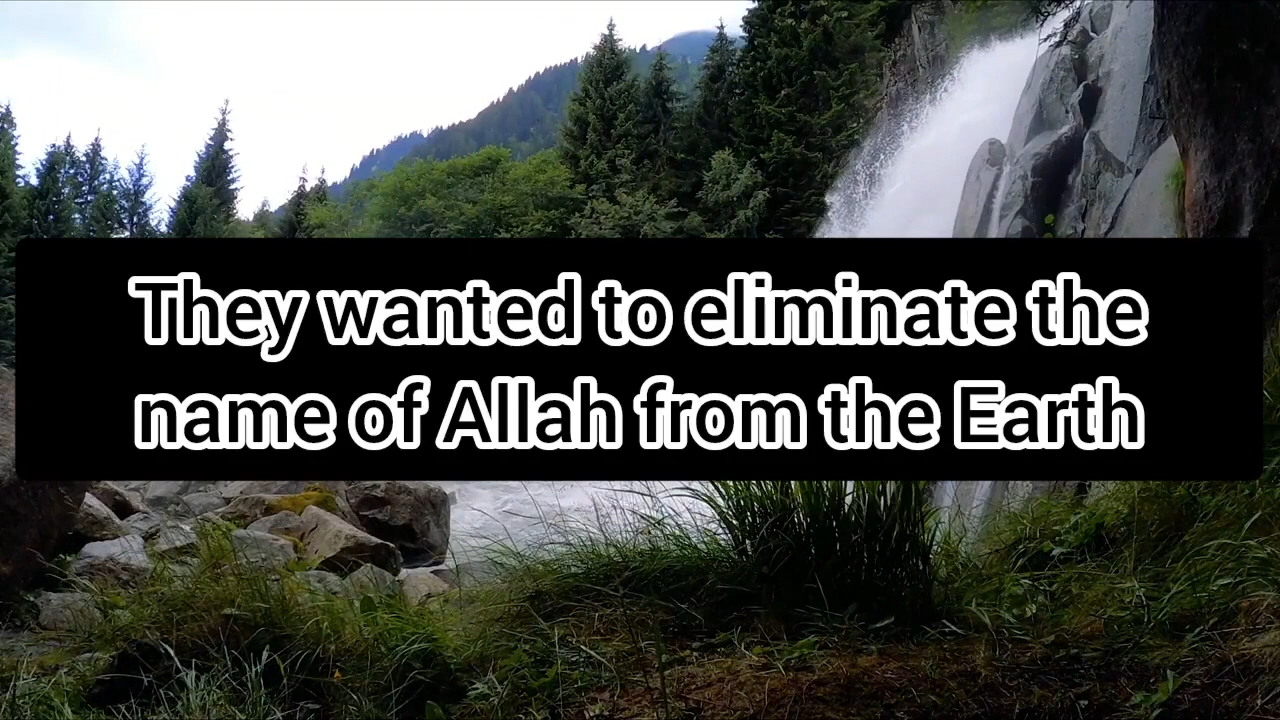 They wanted to eliminate the
name of Allah from the Earth